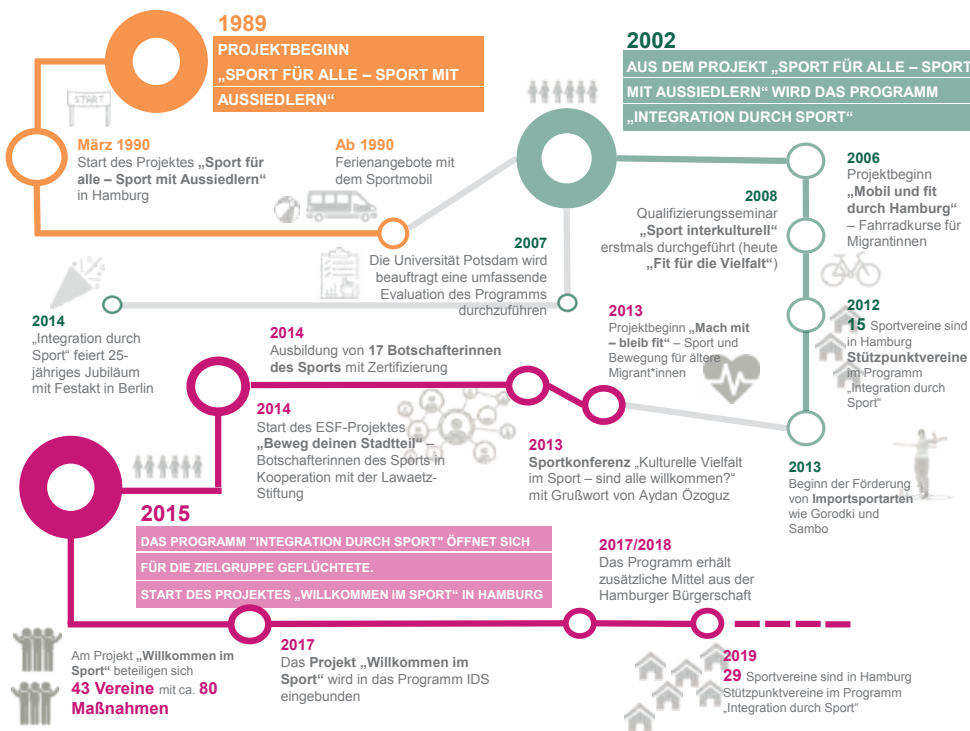 1989
PROJEKTBEGINN
„SPORT FÜR ALLE – SPORT MIT
AUSSIEDLERN“
2002
AUS DEM PROJEKT „SPORT FÜR ALLE – SPORT
MIT AUSSIEDLERN“ WIRD DAS PROGRAMM
„INTEGRATION DURCH SPORT“
START
März 1990
Start des Projektes „Sport für
alle – Sport mit Aussiedlern“
in Hamburg
Ab 1990
Ferienangebote mit
dem Sportmobil
2006
Projektbeginn
„Mobil und fit
durch Hamburg“
– Fahrradkurse für
Migrantinnen
2008
Qualifizierungsseminar
„Sport interkulturell“
erstmals durchgeführt (heute
„Fit für die Vielfalt“)
2007
Die Universität Potsdam wird
beauftragt eine umfassende
Evaluation des Programms
durchzuführen
2014
„Integration durch
Sport“ feiert 25-
jähriges Jubiläum
mit Festakt in Berlin
2012
15 Sportvereine sind
in Hamburg
Stützpunktvereine
im Programm
„Integration durch
Sport“
2013
Projektbeginn „Mach mit
– bleib fit“ – Sport und
Bewegung für ältere
Migrant*innen
2014
Ausbildung von 17 Botschafterinnen
des Sports mit Zertifizierung
2014
Start des ESF-Projektes
„Beweg deinen Stadtteil“ –
Botschafterinnen des Sports in
Kooperation mit der Lawaetz-
Stiftung
2013
Sportkonferenz „Kulturelle Vielfalt
im Sport – sind alle willkommen?“
mit Grußwort von Aydan Özoguz
2013
Beginn der Förderung
von Importsportarten
wie Gorodki und
Sambo
2015
DAS PROGRAMM "INTEGRATION DURCH SPORT" ÖFFNET SICH
FÜR DIE ZIELGRUPPE GEFLÜCHTETE.
START DES PROJEKTES „WILLKOMMEN IM SPORT“ IN HAMBURG
2017/2018
Das Programm erhält
zusätzliche Mittel aus der
Hamburger Bürgerschaft
Am Projekt „Willkommen im
Sport“ beteiligen sich
43 Vereine mit ca. 80
Maßnahmen
2017
Das Projekt „Willkommen im
Sport“ wird in das Programm IDS
eingebunden
2019
29 Sportvereine sind in Hamburg
Stützpunktvereine im Programm
„Integration durch Sport“